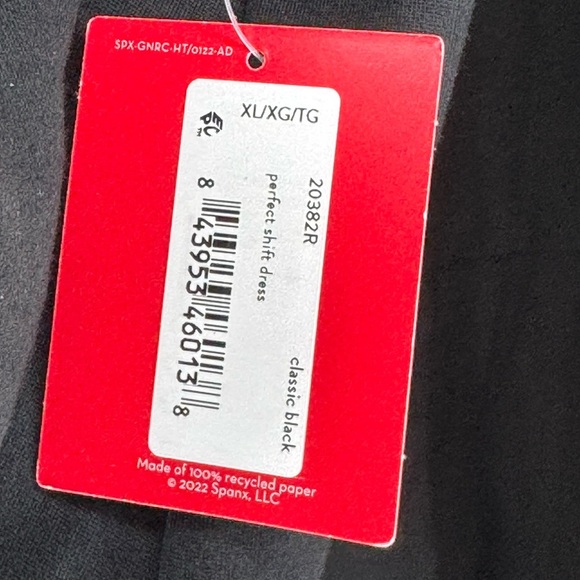 SPX-GNRC-HT/0122-AD
XL/XG/TG
20382R
perfect shift dress
classic black
8 43953 46013 8
Made of 100% recycled paper
© 2022 Spanx, LLC